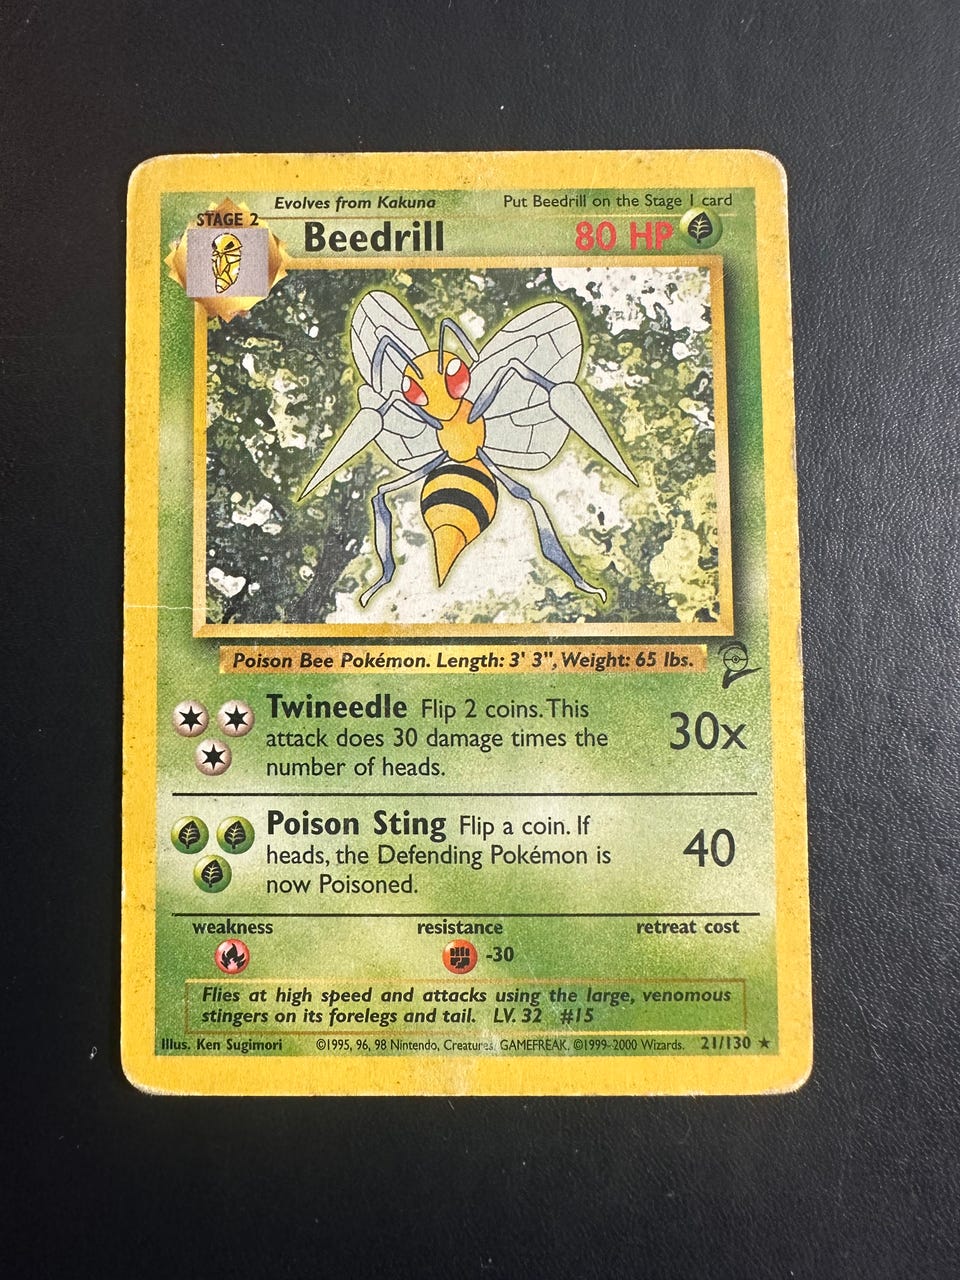 Evolves from Kakuna
Put Beedrill on the Stage 1 card
STAGE 2
Beedrill
80 HP
Poison Bee Pokémon. Length: 3' 3", Weight: 65 lbs.
Twineedle Flip 2 coins. This
attack does 30 damage times the
number of heads.
30x
Poison Sting Flip a coin. If
heads, the Defending Pokémon is
now Poisoned.
40
weakness
resistance
retreat cost
-30
Flies at high speed and attacks using the large, venomous
stingers on its forelegs and tail. LV. 32 #15
Illus. Ken Sugimori
©1995, 96, 98 Nintendo, Creatures, GAMEFREAK. ©1999-2000 Wizards.
21/130 ★